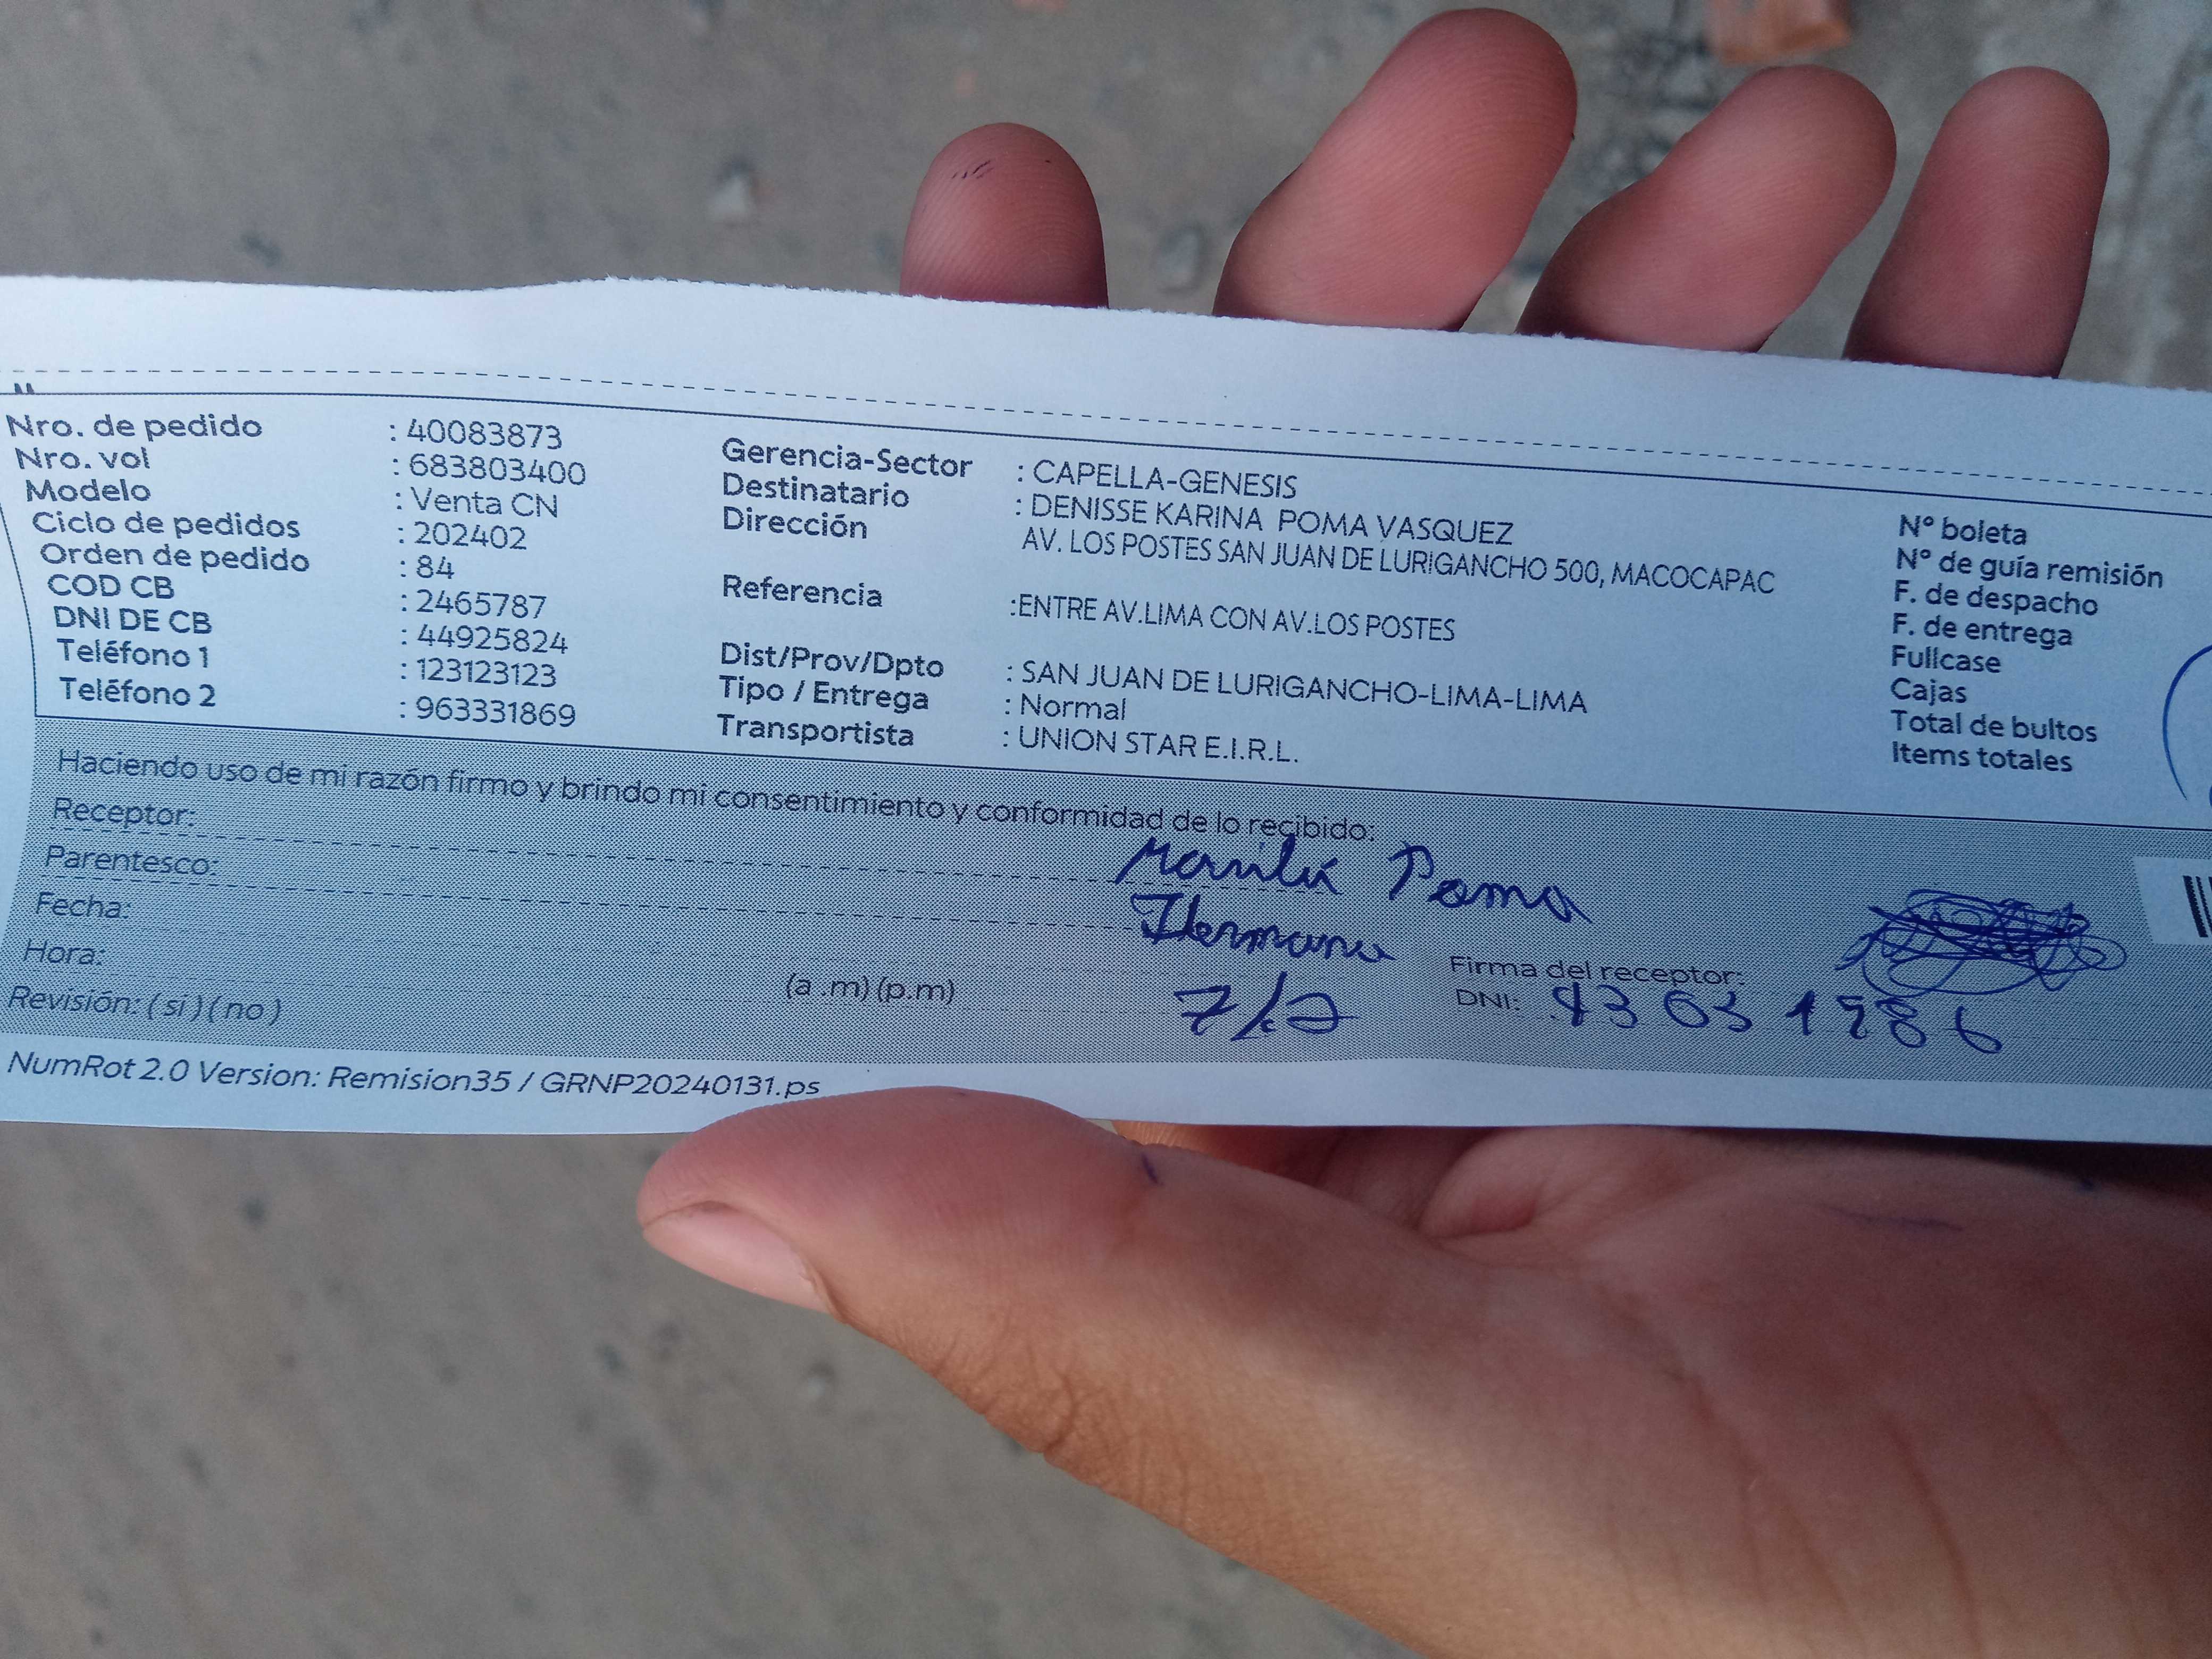 Nro. de pedido : 40083873
Nro. vol : 683803400
Modelo : Venta CN
Ciclo de pedidos : 202402
Orden de pedido : 84
COD CB : 2465787
DNI DE CB : 44925824
Teléfono 1 : 123123123
Teléfono 2 : 963331869
Gerencia-Sector : CAPELLA-GENESIS
Destinatario : DENISSE KARINA POMA VASQUEZ
Dirección AV. LOS POSTES SAN JUAN DE LURIGANCHO 500, MACOCAPAC
Referencia :ENTRE AV.LIMA CON AV.LOS POSTES
Dist/Prov/Dpto : SAN JUAN DE LURIGANCHO-LIMA-LIMA
Tipo / Entrega : Normal
Transportista : UNION STAR E.I.R.L.
N° boleta
N° de guía remisión
F. de despacho
F. de entrega
Fullcase
Cajas
Total de bultos
Items totales
Haciendo uso de mi razón firmo y brindo mi consentimiento y conformidad de lo recibido:
Receptor: Marilú Poma
Parentesco: Hermana
Fecha: 7/2
Hora: (a .m) (p.m)
Revisión: ( si ) ( no )
Firma del receptor:
DNI:
NumRot 2.0 Version: Remision35 / GRNP20240131.ps